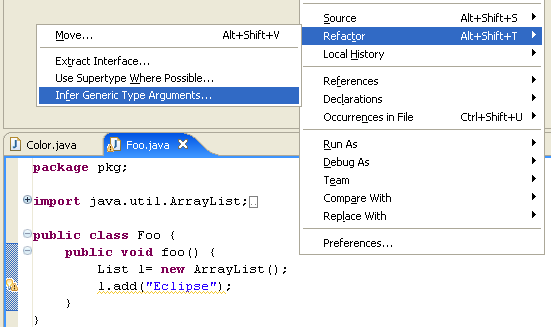 Source Alt+Shift+S
Refactor Alt+Shift+T
Local History
References
Declarations
Occurrences in File Ctrl+Shift+U
Run As
Debug As
Team
Compare With
Replace With
Preferences...
Move... Alt+Shift+V
Extract Interface...
Use Supertype Where Possible...
Infer Generic Type Arguments...
Color.java Foo.java
package pkg;
import java.util.ArrayList;
public class Foo {
public void foo() {
List l= new ArrayList();
l.add("Eclipse");
}
}